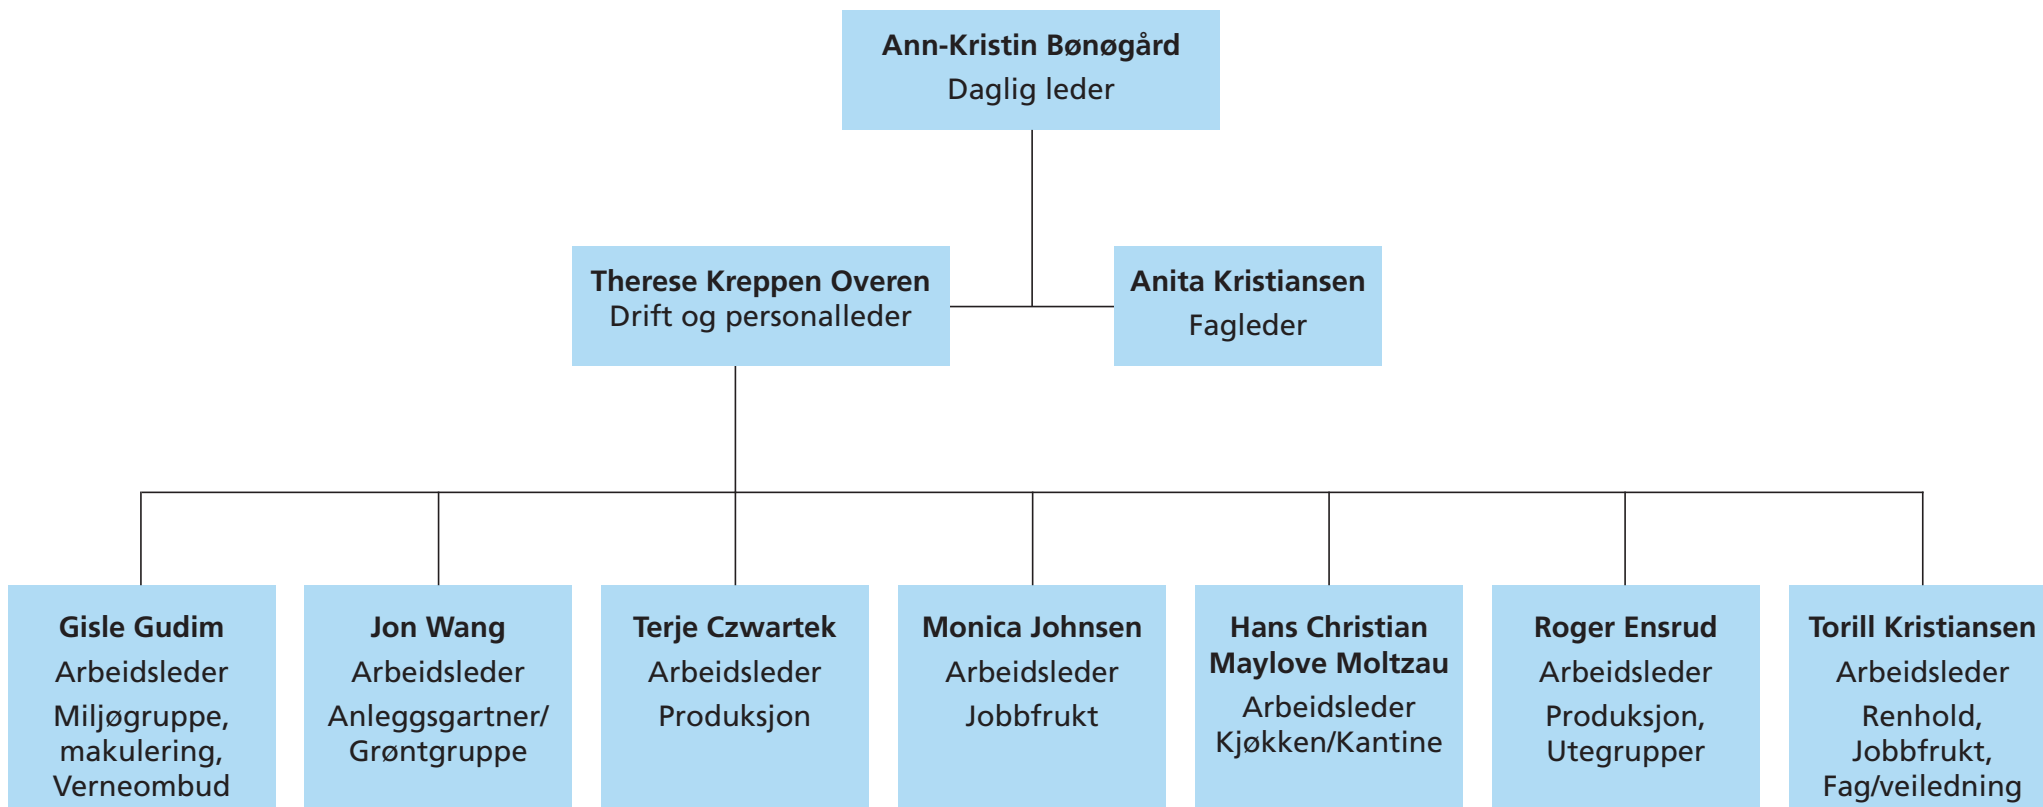 Ann-Kristin Bønøgård
Daglig leder
Therese Kreppen Overen
Drift og personalleder
Anita Kristiansen
Fagleder
Gisle Gudim
Arbeidsleder
Miljøgruppe,
makulering,
Verneombud
Jon Wang
Arbeidsleder
Anleggsgartner/
Grøntgruppe
Terje Czwartek
Arbeidsleder
Produksjon
Monica Johnsen
Arbeidsleder
Jobbfrukt
Hans Christian
Maylove Moltzau
Arbeidsleder
Kjøkken/Kantine
Roger Ensrud
Arbeidsleder
Produksjon,
Utegrupper
Torill Kristiansen
Arbeidsleder
Renhold,
Jobbfrukt,
Fag/veiledning